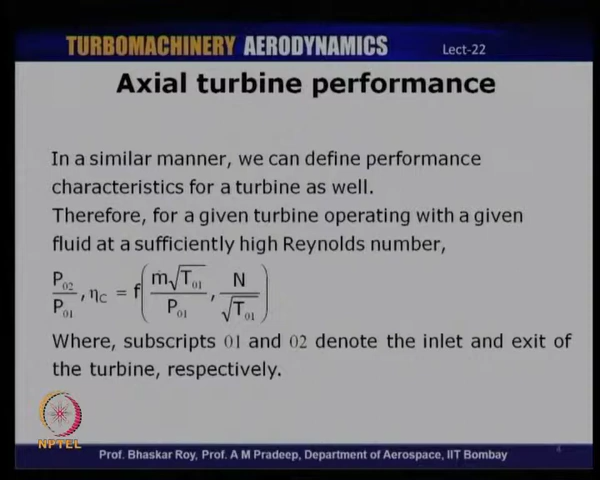 TURBOMACHINERY AERODYNAMICS Lect-22
Axial turbine performance
In a similar manner, we can define performance
characteristics for a turbine as well.
Therefore, for a given turbine operating with a given
fluid at a sufficiently high Reynolds number,
P₀₂/P₀₁, ηC = f(ṁ√T₀₁/P₀₁, N/√T₀₁)
Where, subscripts 01 and 02 denote the inlet and exit of
the turbine, respectively.
NPTEL
Prof. Bhaskar Roy, Prof. A M Pradeep, Department of Aerospace, IIT Bombay